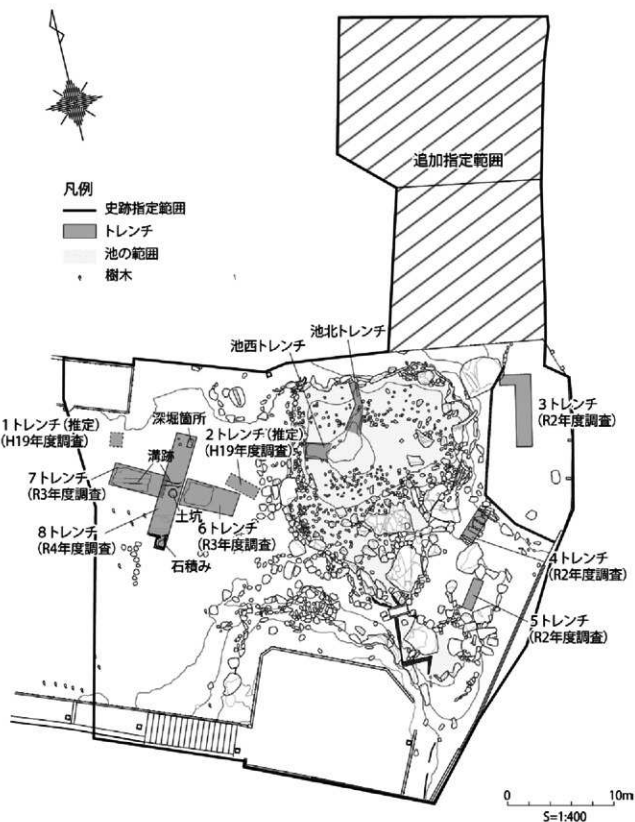 追加指定範囲
凡例
史跡指定範囲
トレンチ
池の範囲
樹木
池北トレンチ
池西トレンチ
3トレンチ
(R2年度調査)
深堀箇所
1トレンチ(推定)
(H19年度調査)
2トレンチ(推定)
(H19年度調査)
溝跡
7トレンチ
(R3年度調査)
土坑
6トレンチ
(R3年度調査)
8トレンチ
(R4年度調査)
石積み
4トレンチ
(R2年度調査)
5トレンチ
(R2年度調査)
0 10m
S=1:400